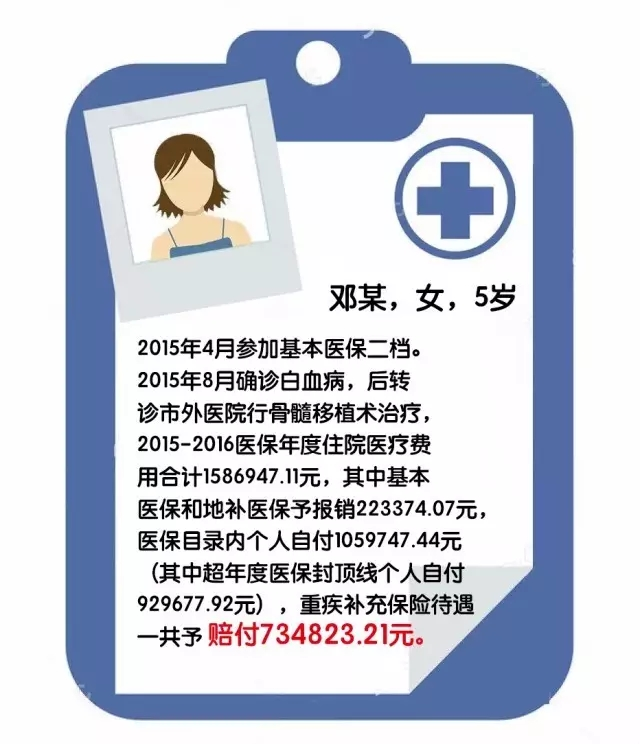 邓某，女，5岁
2015年4月参加基本医保二档。
2015年8月确诊白血病，后转
诊市外医院行骨髓移植术治疗，
2015-2016医保年度住院医疗费
用合计1586947.11元，其中基本
医保和地补医保予报销223374.07元，
医保目录内个人自付1059747.44元
（其中超年度医保封顶线个人自付
929677.92元），重疾补充保险待遇
一共予 赔付734823.21元。